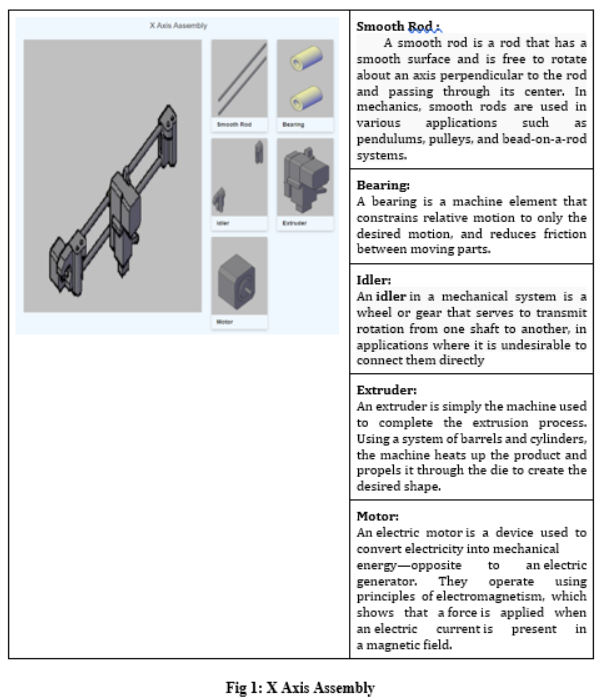 X Axis Assembly
Smooth Rod
Bearing
Idler
Extruder
Motor
Smooth Rod :
A smooth rod is a rod that has a
smooth surface and is free to rotate
about an axis perpendicular to the rod
and passing through its center. In
mechanics, smooth rods are used in
various applications such as
pendulums, pulleys, and bead-on-a-rod
systems.
Bearing:
A bearing is a machine element that
constrains relative motion to only the
desired motion, and reduces friction
between moving parts.
Idler:
An idler in a mechanical system is a
wheel or gear that serves to transmit
rotation from one shaft to another, in
applications where it is undesirable to
connect them directly
Extruder:
An extruder is simply the machine used
to complete the extrusion process.
Using a system of barrels and cylinders,
the machine heats up the product and
propels it through the die to create the
desired shape.
Motor:
An electric motor is a device used to
convert electricity into mechanical
energy—opposite to an electric
generator. They operate using
principles of electromagnetism, which
shows that a force is applied when
an electric current is present in
a magnetic field.
Fig 1: X Axis Assembly